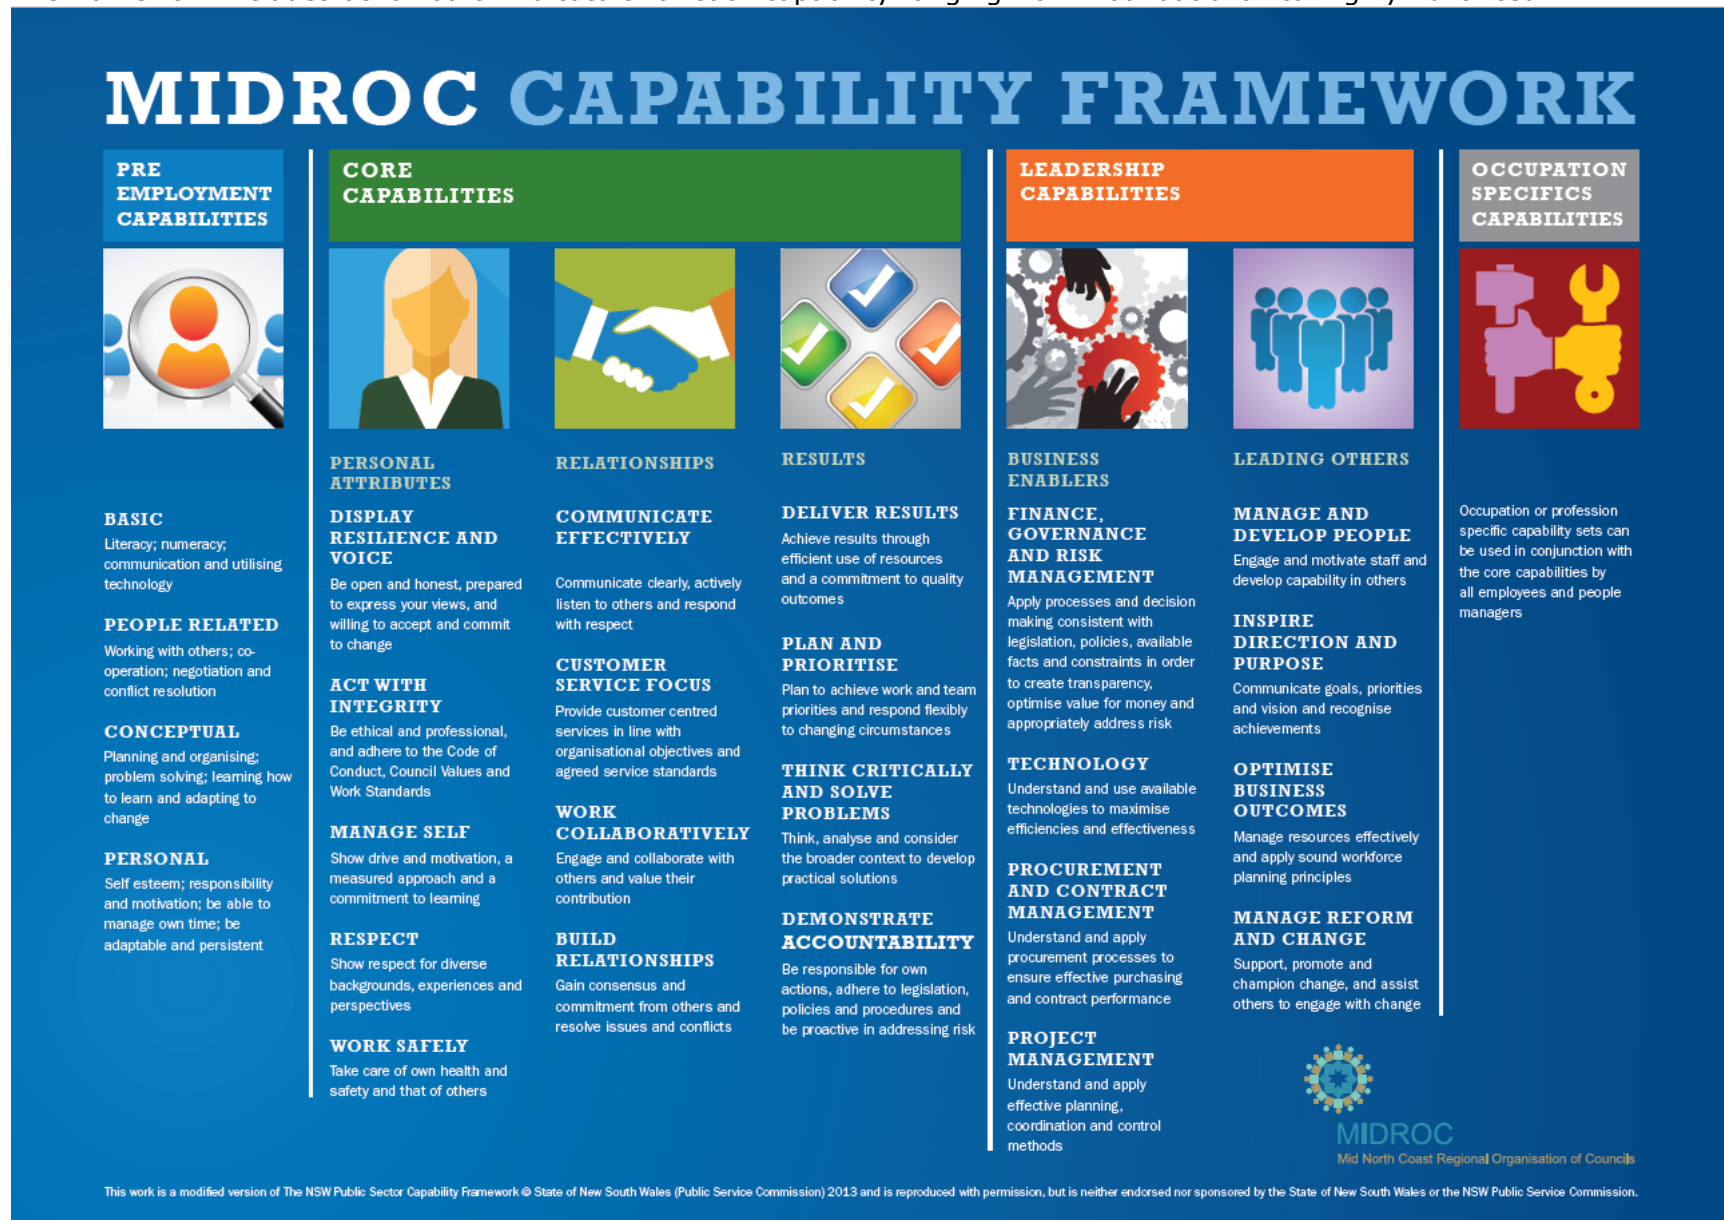 MIDROC CAPABILITY FRAMEWORK
PRE
EMPLOYMENT
CAPABILITIES
CORE
CAPABILITIES
LEADERSHIP
CAPABILITIES
OCCUPATION
SPECIFICS
CAPABILITIES
BASIC
Literacy; numeracy;
communication and utilising
technology
PEOPLE RELATED
Working with others; co-
operation; negotiation and
conflict resolution
CONCEPTUAL
Planning and organising;
problem solving; learning how
to learn and adapting to
change
PERSONAL
Self esteem; responsibility
and motivation; be able to
manage own time; be
adaptable and persistent
PERSONAL
ATTRIBUTES
DISPLAY
RESILIENCE AND
VOICE
Be open and honest, prepared
to express your views, and
willing to accept and commit
to change
ACT WITH
INTEGRITY
Be ethical and professional,
and adhere to the Code of
Conduct, Council Values and
Work Standards
MANAGE SELF
Show drive and motivation, a
measured approach and a
commitment to learning
RESPECT
Show respect for diverse
backgrounds, experiences and
perspectives
WORK SAFELY
Take care of own health and
safety and that of others
RELATIONSHIPS
COMMUNICATE
EFFECTIVELY
Communicate clearly, actively
listen to others and respond
with respect
CUSTOMER
SERVICE FOCUS
Provide customer centred
services in line with
organisational objectives and
agreed service standards
WORK
COLLABORATIVELY
Engage and collaborate with
others and value their
contribution
BUILD
RELATIONSHIPS
Gain consensus and
commitment from others and
resolve issues and conflicts
RESULTS
DELIVER RESULTS
Achieve results through
efficient use of resources
and a commitment to quality
outcomes
PLAN AND
PRIORITISE
Plan to achieve work and team
priorities and respond flexibly
to changing circumstances
THINK CRITICALLY
AND SOLVE
PROBLEMS
Think, analyse and consider
the broader context to develop
practical solutions
DEMONSTRATE
ACCOUNTABILITY
Be responsible for own
actions, adhere to legislation,
policies and procedures and
be proactive in addressing risk
BUSINESS
ENABLERS
FINANCE,
GOVERNANCE
AND RISK
MANAGEMENT
Apply processes and decision
making consistent with
legislation, policies, available
facts and constraints in order
to create transparency,
optimise value for money and
appropriately address risk
TECHNOLOGY
Understand and use available
technologies to maximise
efficiencies and effectiveness
PROCUREMENT
AND CONTRACT
MANAGEMENT
Understand and apply
procurement processes to
ensure effective purchasing
and contract performance
PROJECT
MANAGEMENT
Understand and apply
effective planning,
coordination and control
methods
LEADING OTHERS
MANAGE AND
DEVELOP PEOPLE
Engage and motivate staff and
develop capability in others
INSPIRE
DIRECTION AND
PURPOSE
Communicate goals, priorities
and vision and recognise
achievements
OPTIMISE
BUSINESS
OUTCOMES
Manage resources effectively
and apply sound workforce
planning principles
MANAGE REFORM
AND CHANGE
Support, promote and
champion change, and assist
others to engage with change
Occupation or profession
specific capability sets can
be used in conjunction with
the core capabilities by
all employees and people
managers
MIDROC
Mid North Coast Regional Organisation of Councils
This work is a modified version of The NSW Public Sector Capability Framework © State of New South Wales (Public Service Commission) 2013 and is reproduced with permission, but is neither endorsed nor sponsored by the State of New South Wales or the NSW Public Service Commission.